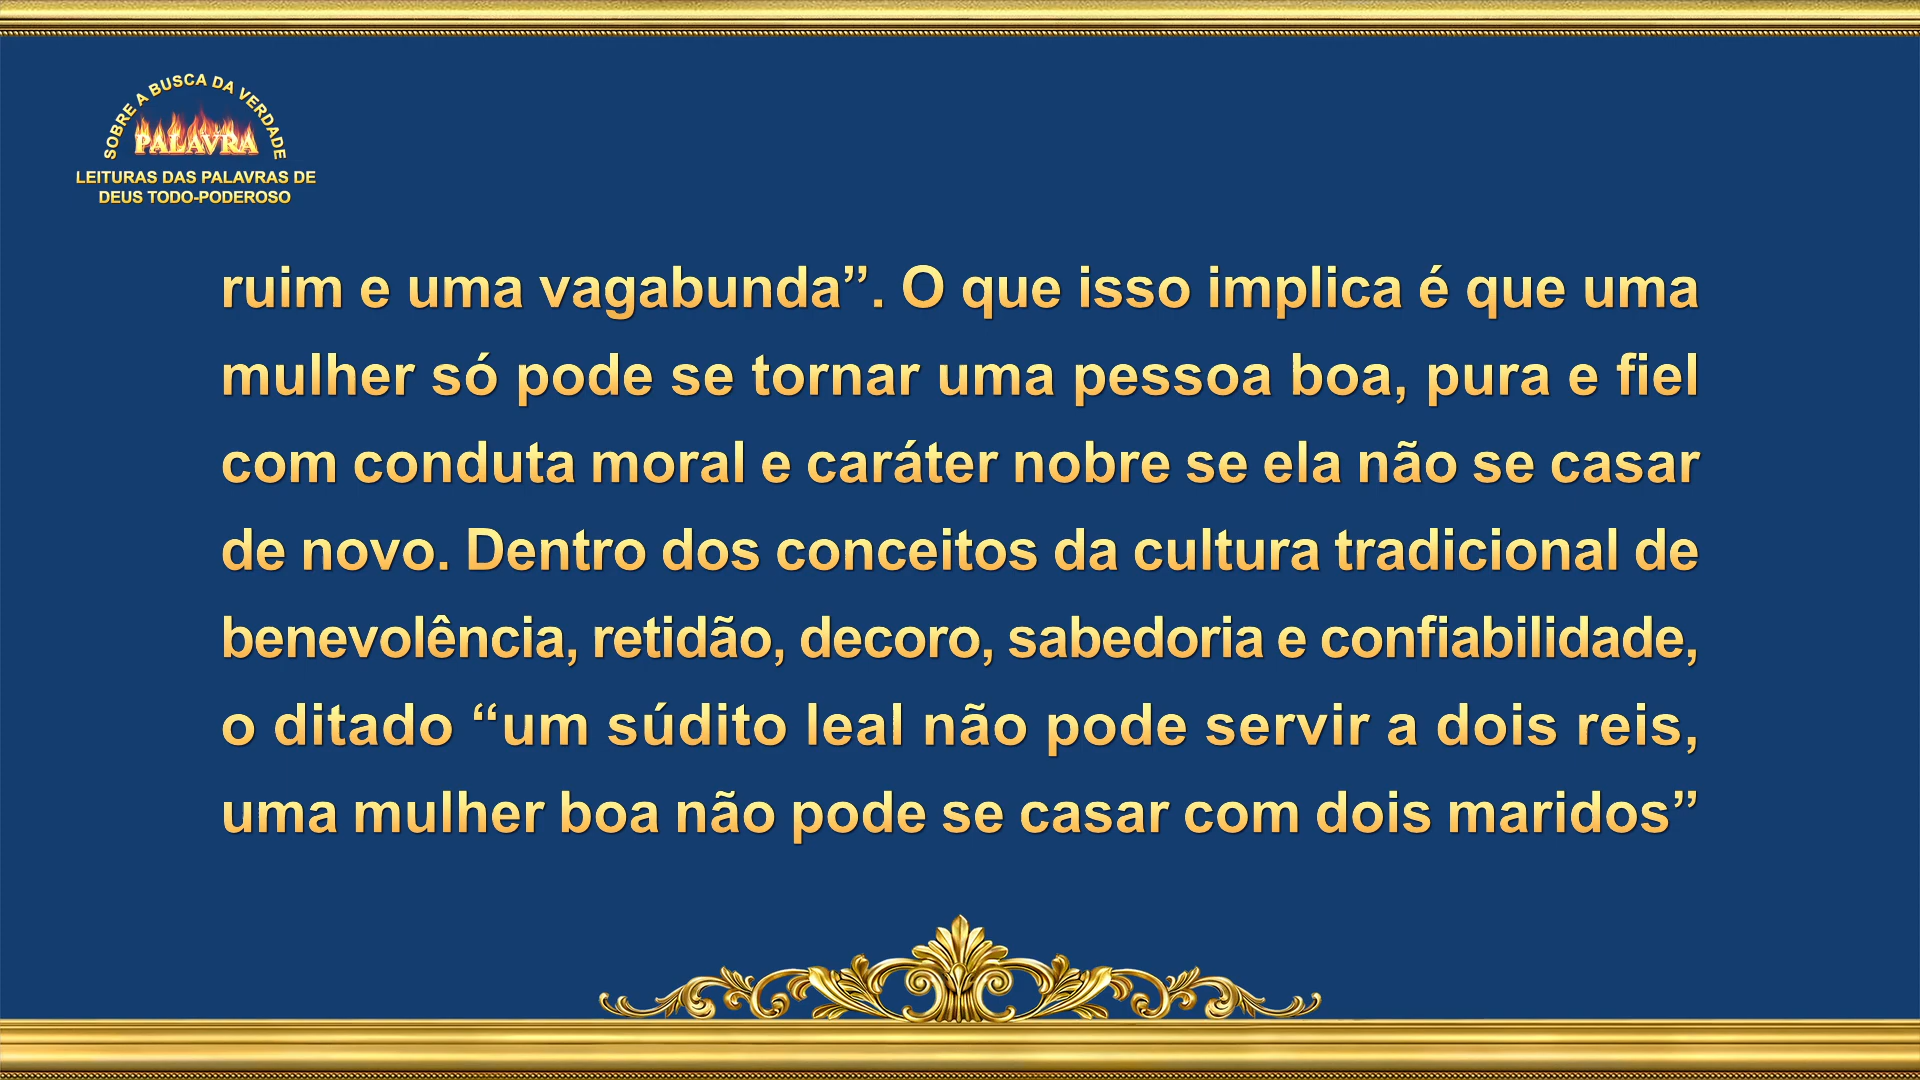 SOBRE A BUSCA DA VERDADE
PALAVRA
LEITURAS DAS PALAVRAS DE
DEUS TODO-PODEROSO
ruim e uma vagabunda”. O que isso implica é que uma
mulher só pode se tornar uma pessoa boa, pura e fiel
com conduta moral e caráter nobre se ela não se casar
de novo. Dentro dos conceitos da cultura tradicional de
benevolência, retidão, decoro, sabedoria e confiabilidade,
o ditado “um súdito leal não pode servir a dois reis,
uma mulher boa não pode se casar com dois maridos”